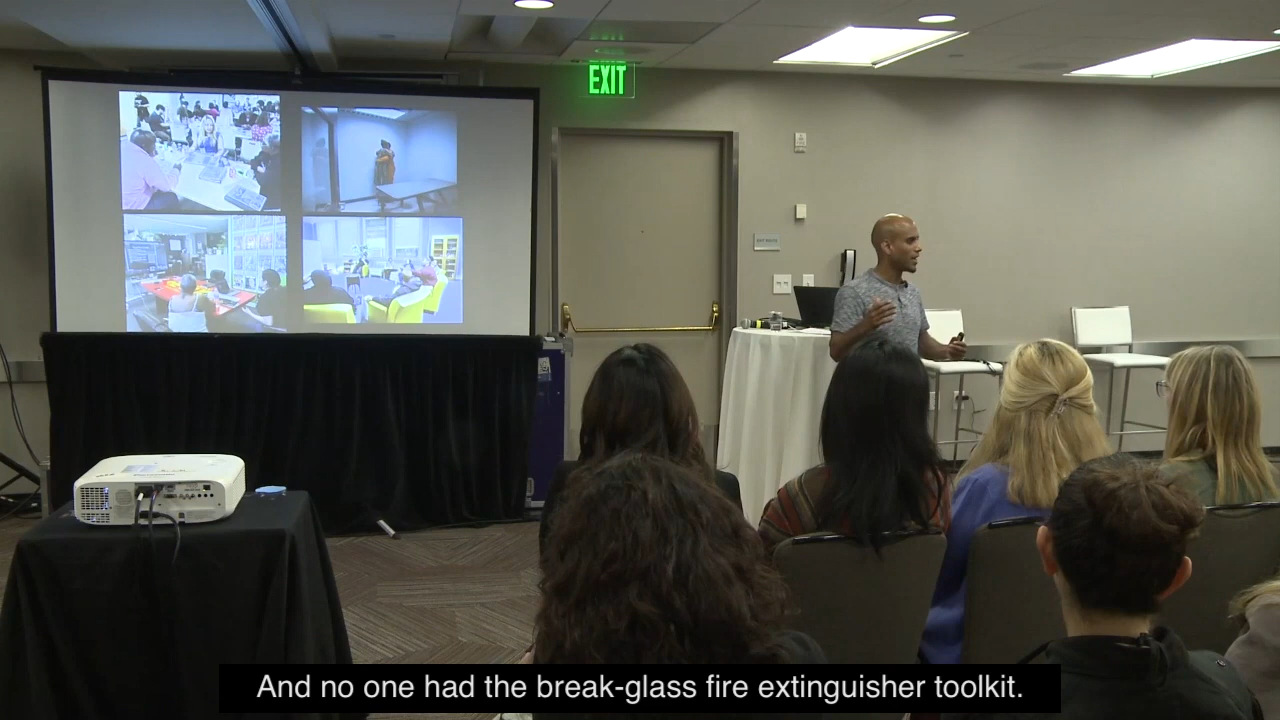 EXIT
And no one had the break-glass fire extinguisher toolkit.